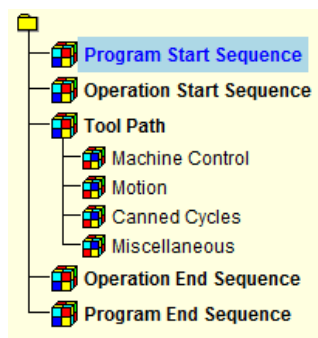 Program Start Sequence
Operation Start Sequence
Tool Path
Machine Control
Motion
Canned Cycles
Miscellaneous
Operation End Sequence
Program End Sequence